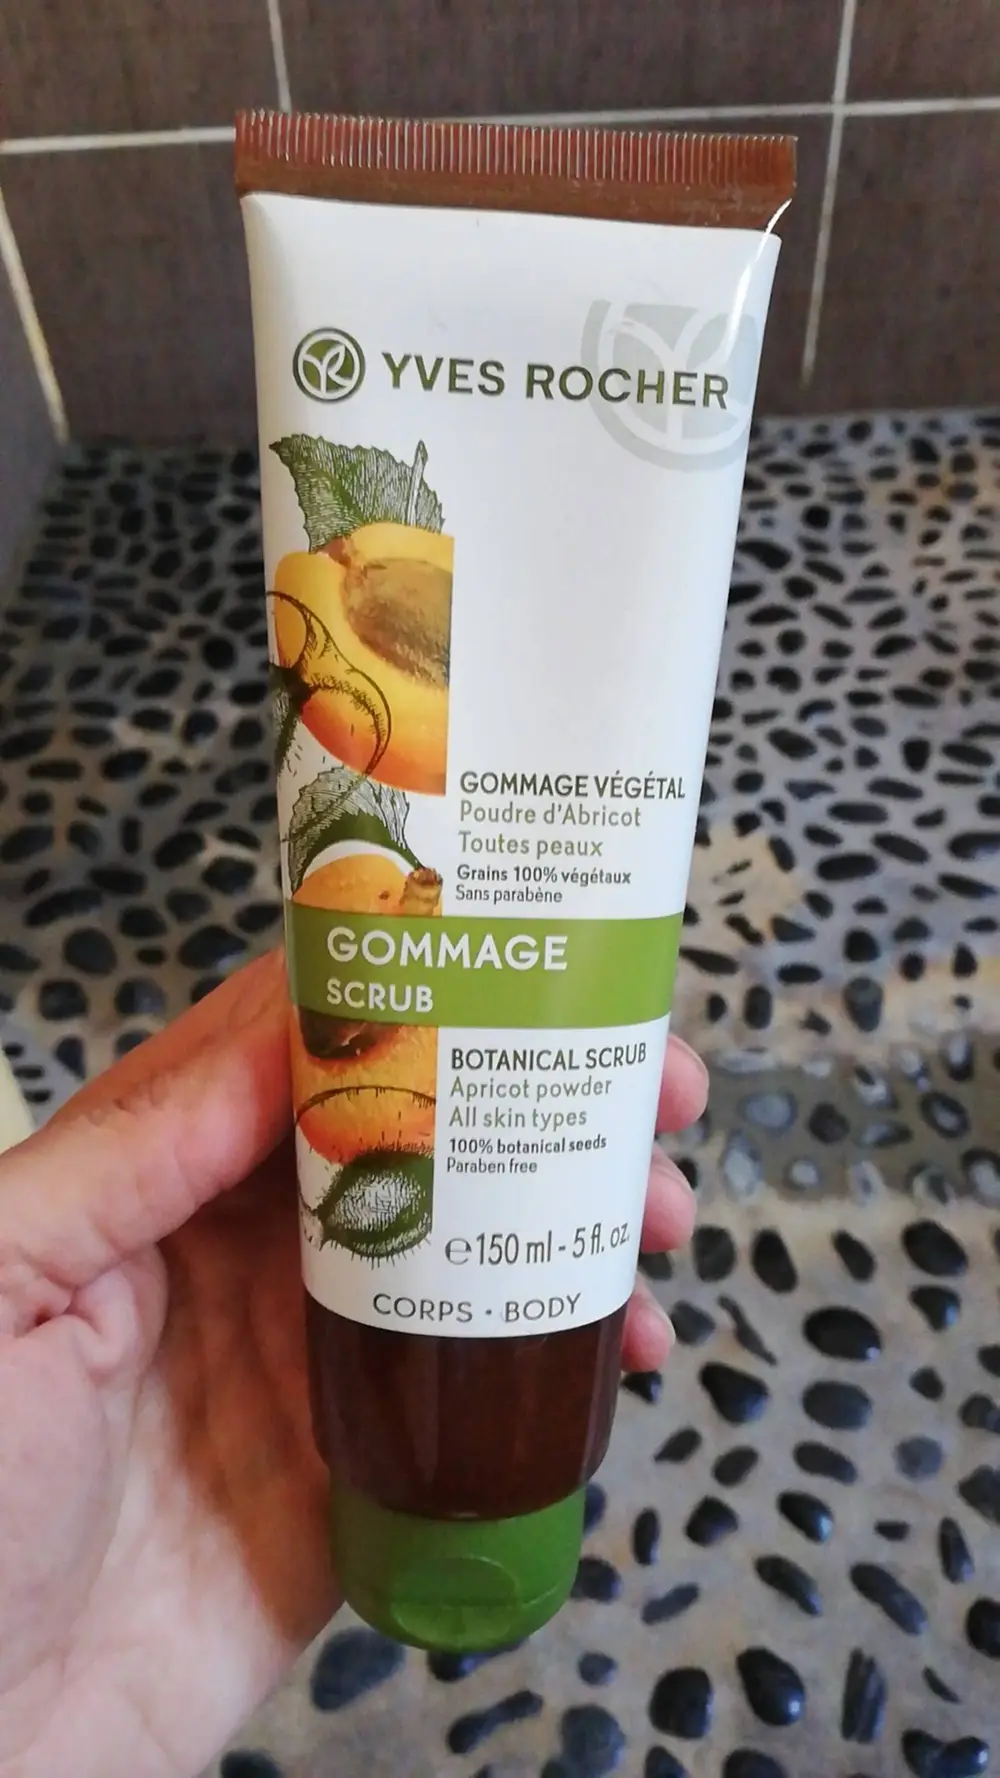 YVES ROCHER
GOMMAGE VÉGÉTAL
Poudre d'Abricot
Toutes peaux
Grains 100% végétaux
Sans parabène
GOMMAGE
SCRUB
BOTANICAL SCRUB
Apricot powder
All skin types
100% botanical seeds
Paraben free
℮150 ml - 5 fl. oz.
CORPS • BODY